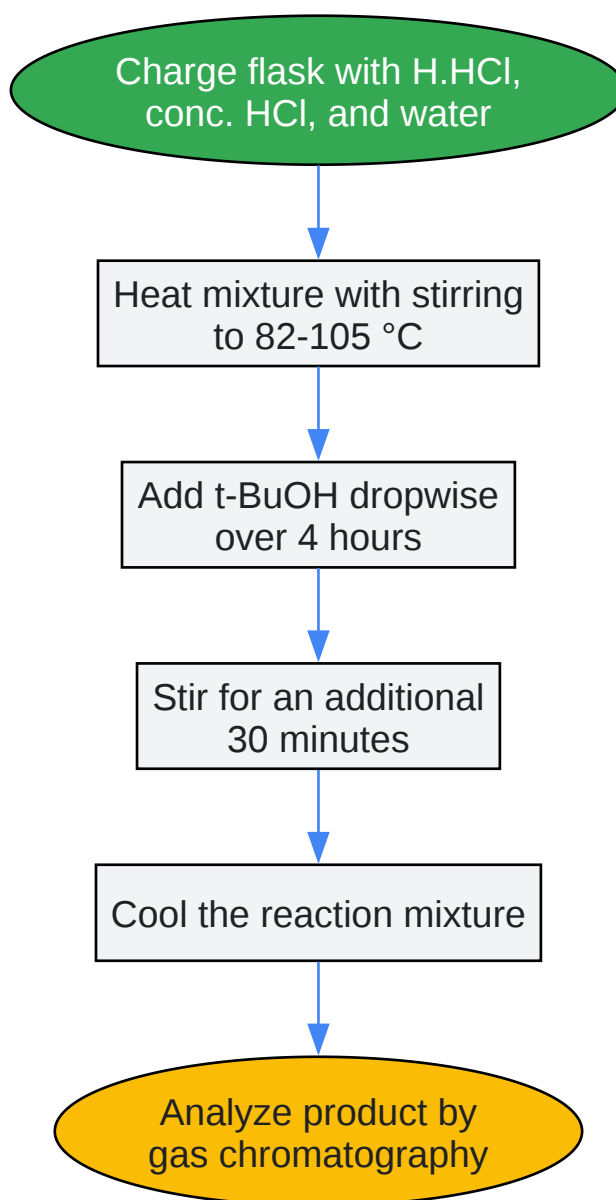 Charge flask with H.HCl,
conc. HCl, and water
Heat mixture with stirring
to 82-105 °C
Add t-BuOH dropwise
over 4 hours
Stir for an additional
30 minutes
Cool the reaction mixture
Analyze product by
gas chromatography